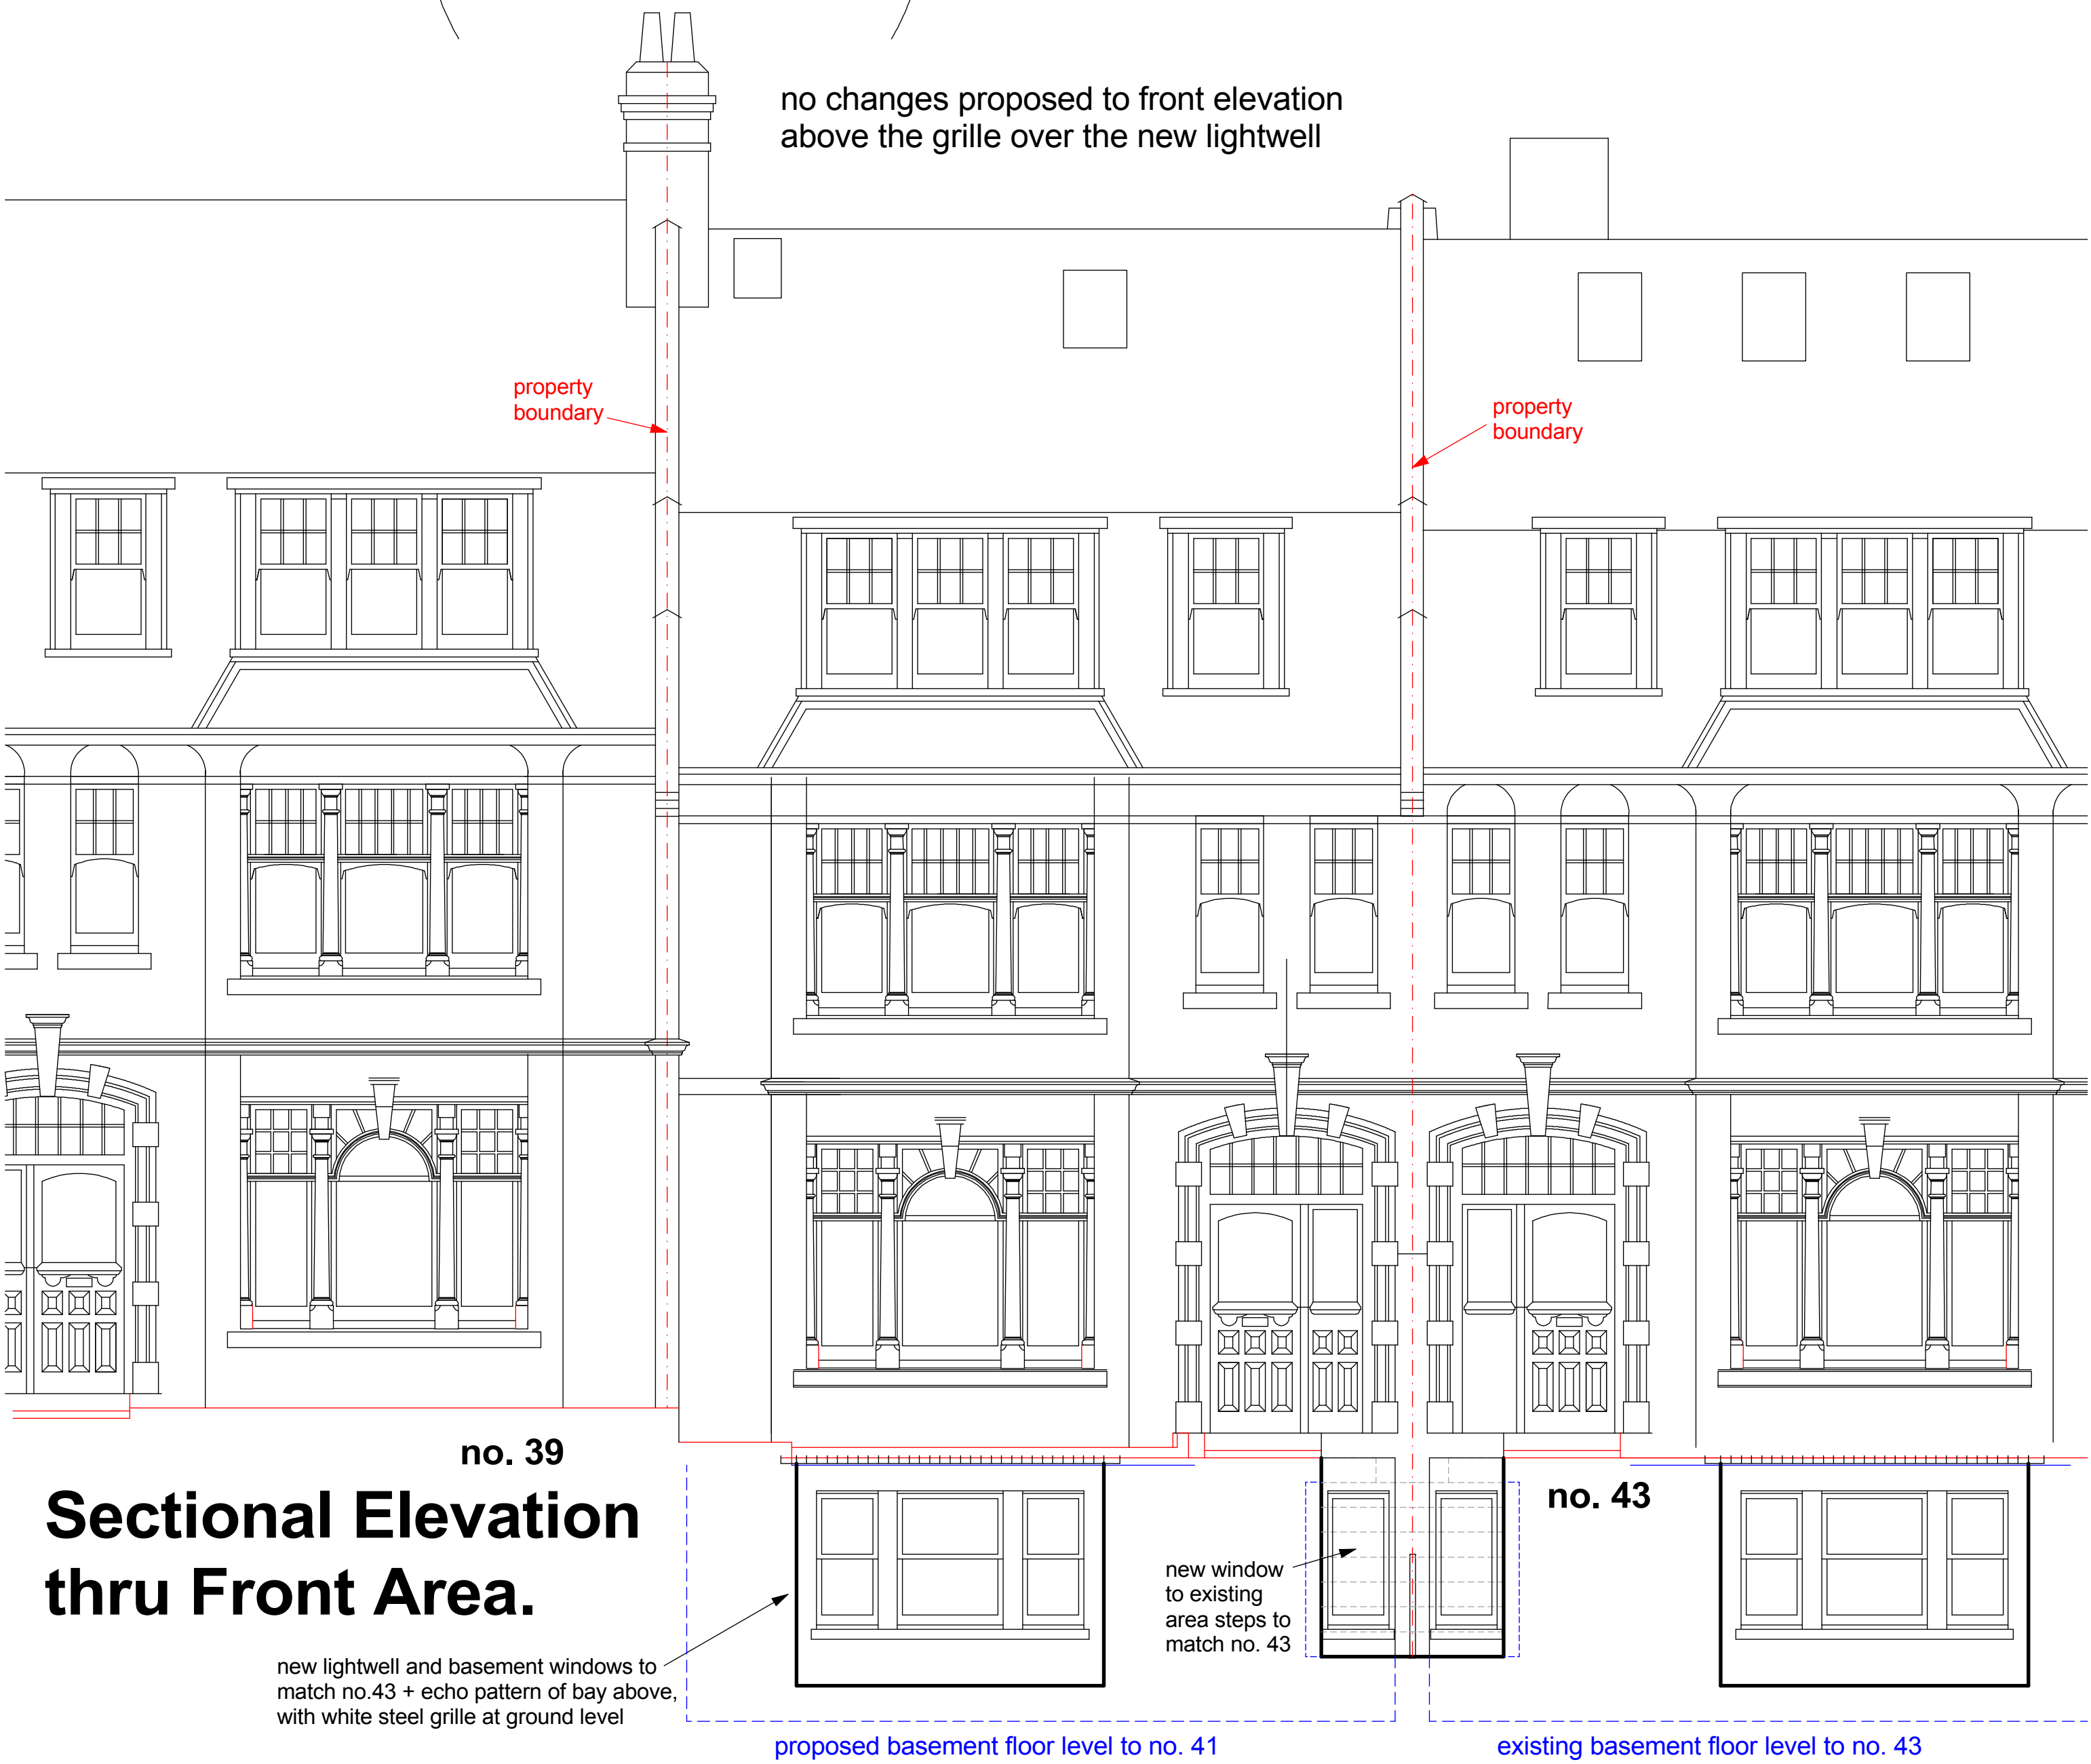 no changes proposed to front elevation
above the grille over the new lightwell
property
boundary
property
boundary
no. 39
Sectional Elevation
thru Front Area.
no. 43
new window
to existing
area steps to
match no. 43
new lightwell and basement windows to
match no.43 + echo pattern of bay above,
with white steel grille at ground level
proposed basement floor level to no. 41
existing basement floor level to no. 43